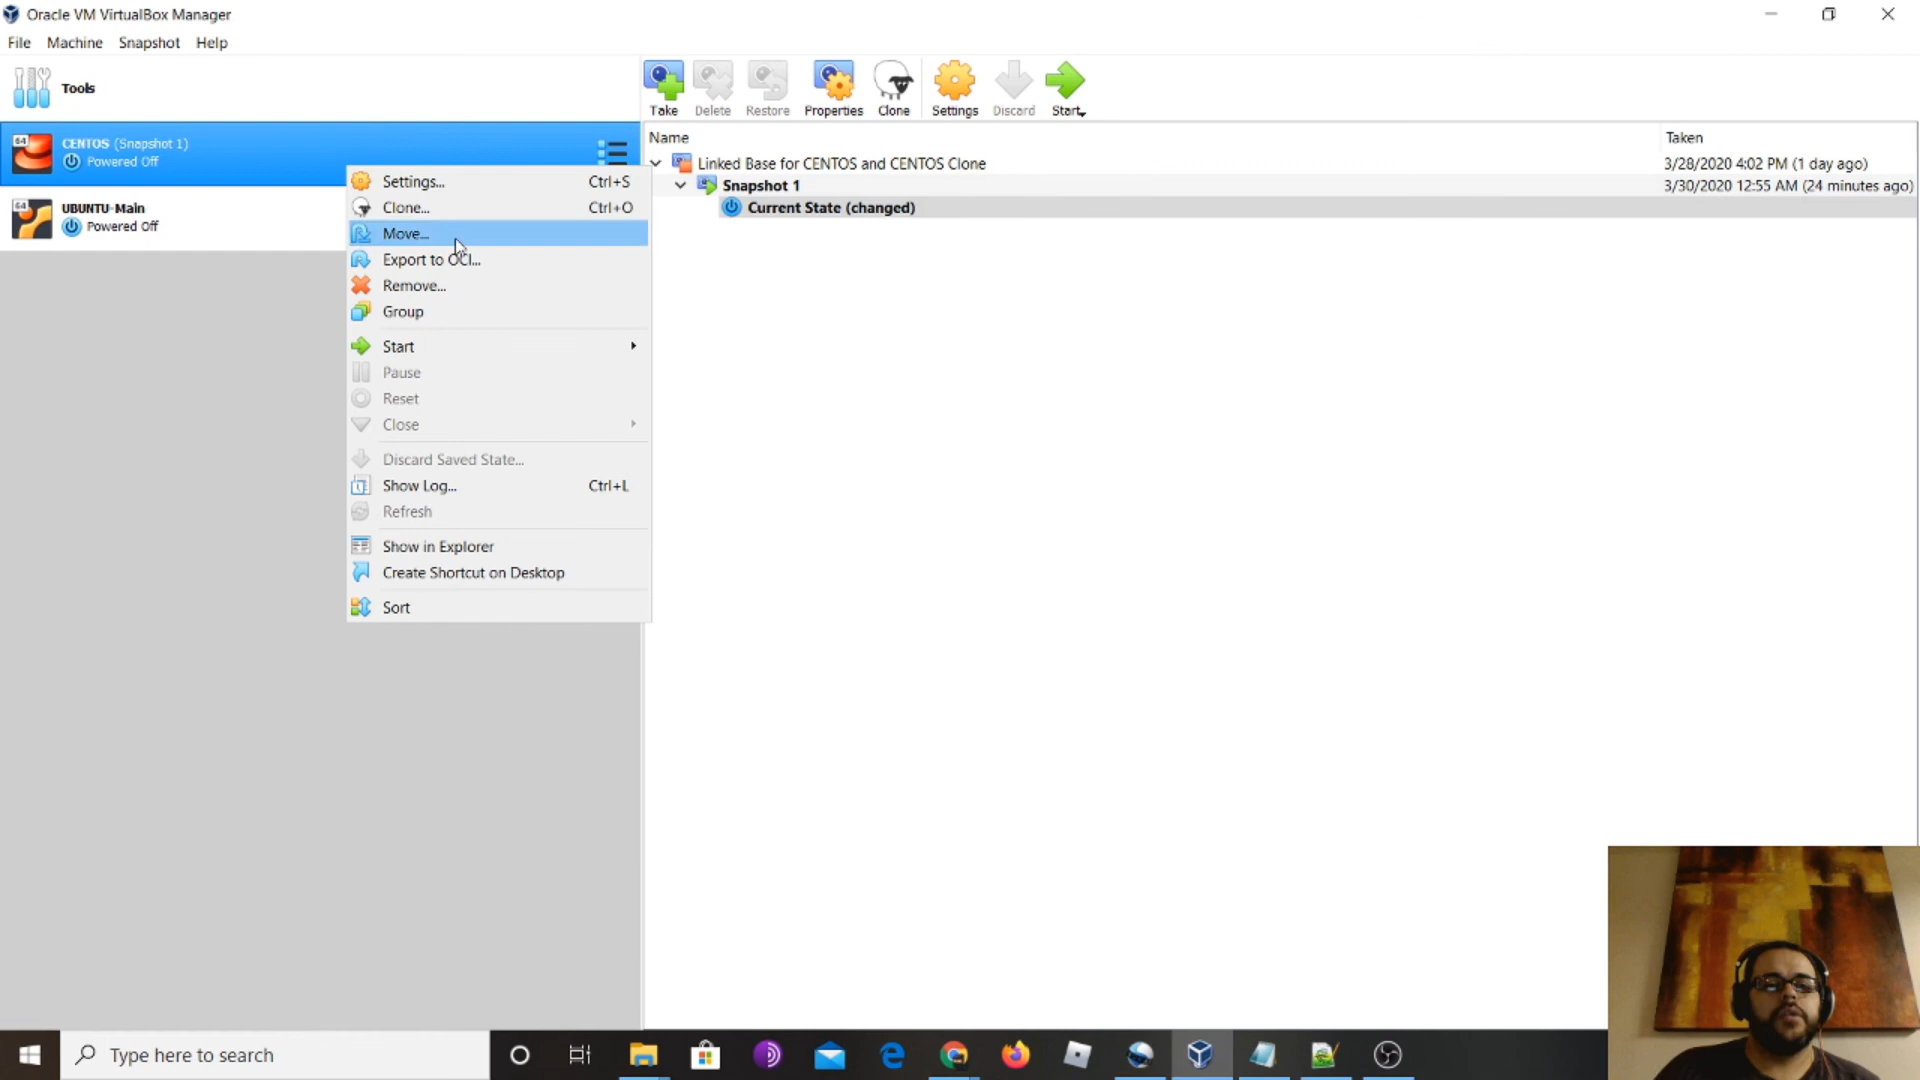 Oracle VM VirtualBox Manager
File Machine Snapshot Help
Tools
Take Delete Restore Properties Clone Settings Discard Start
64 CENTOS (Snapshot 1)
Powered Off
64 UBUNTU-Main
Powered Off
Settings... Ctrl+S
Clone... Ctrl+O
Move...
Export to OCI...
Remove...
Group
Start
Pause
Reset
Close
Discard Saved State...
Show Log... Ctrl+L
Refresh
Show in Explorer
Create Shortcut on Desktop
Sort
Name Taken
Linked Base for CENTOS and CENTOS Clone 3/28/2020 4:02 PM (1 day ago)
Snapshot 1 3/30/2020 12:55 AM (24 minutes ago)
Current State (changed)
Type here to search